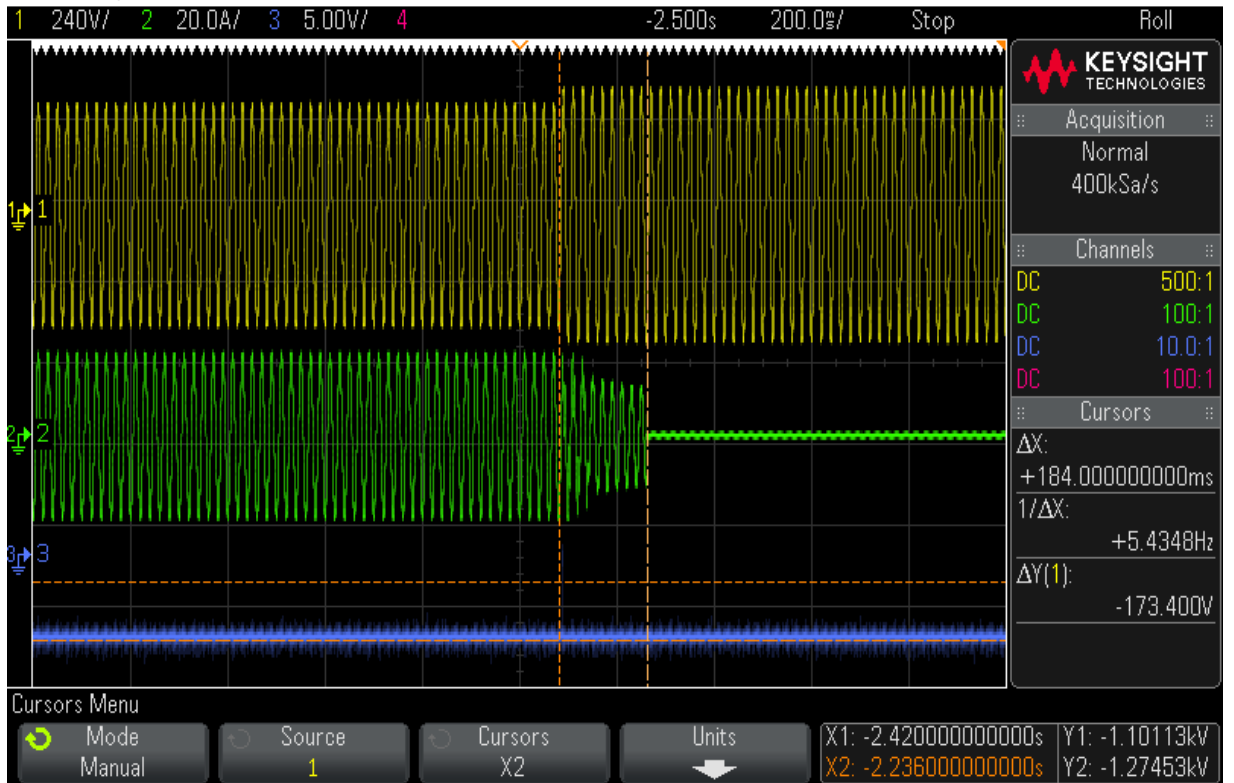 1 240V/ 2 20.0A/ 3 5.00V/ 4 -2.500s 200.0ms/ Stop Roll
KEYSIGHT
TECHNOLOGIES
Acquisition
Normal
400kSa/s
Channels
DC 500:1
DC 100:1
DC 10.0:1
DC 100:1
Cursors
ΔX:
+184.000000000ms
1/ΔX:
+5.4348Hz
ΔY(1):
-173.400V
1 1
2 2
3 3
Cursors Menu
Mode
Manual
Source
1
Cursors
X2
Units
X1: -2.420000000000s Y1: -1.10113kV
X2: -2.236000000000s Y2: -1.27453kV